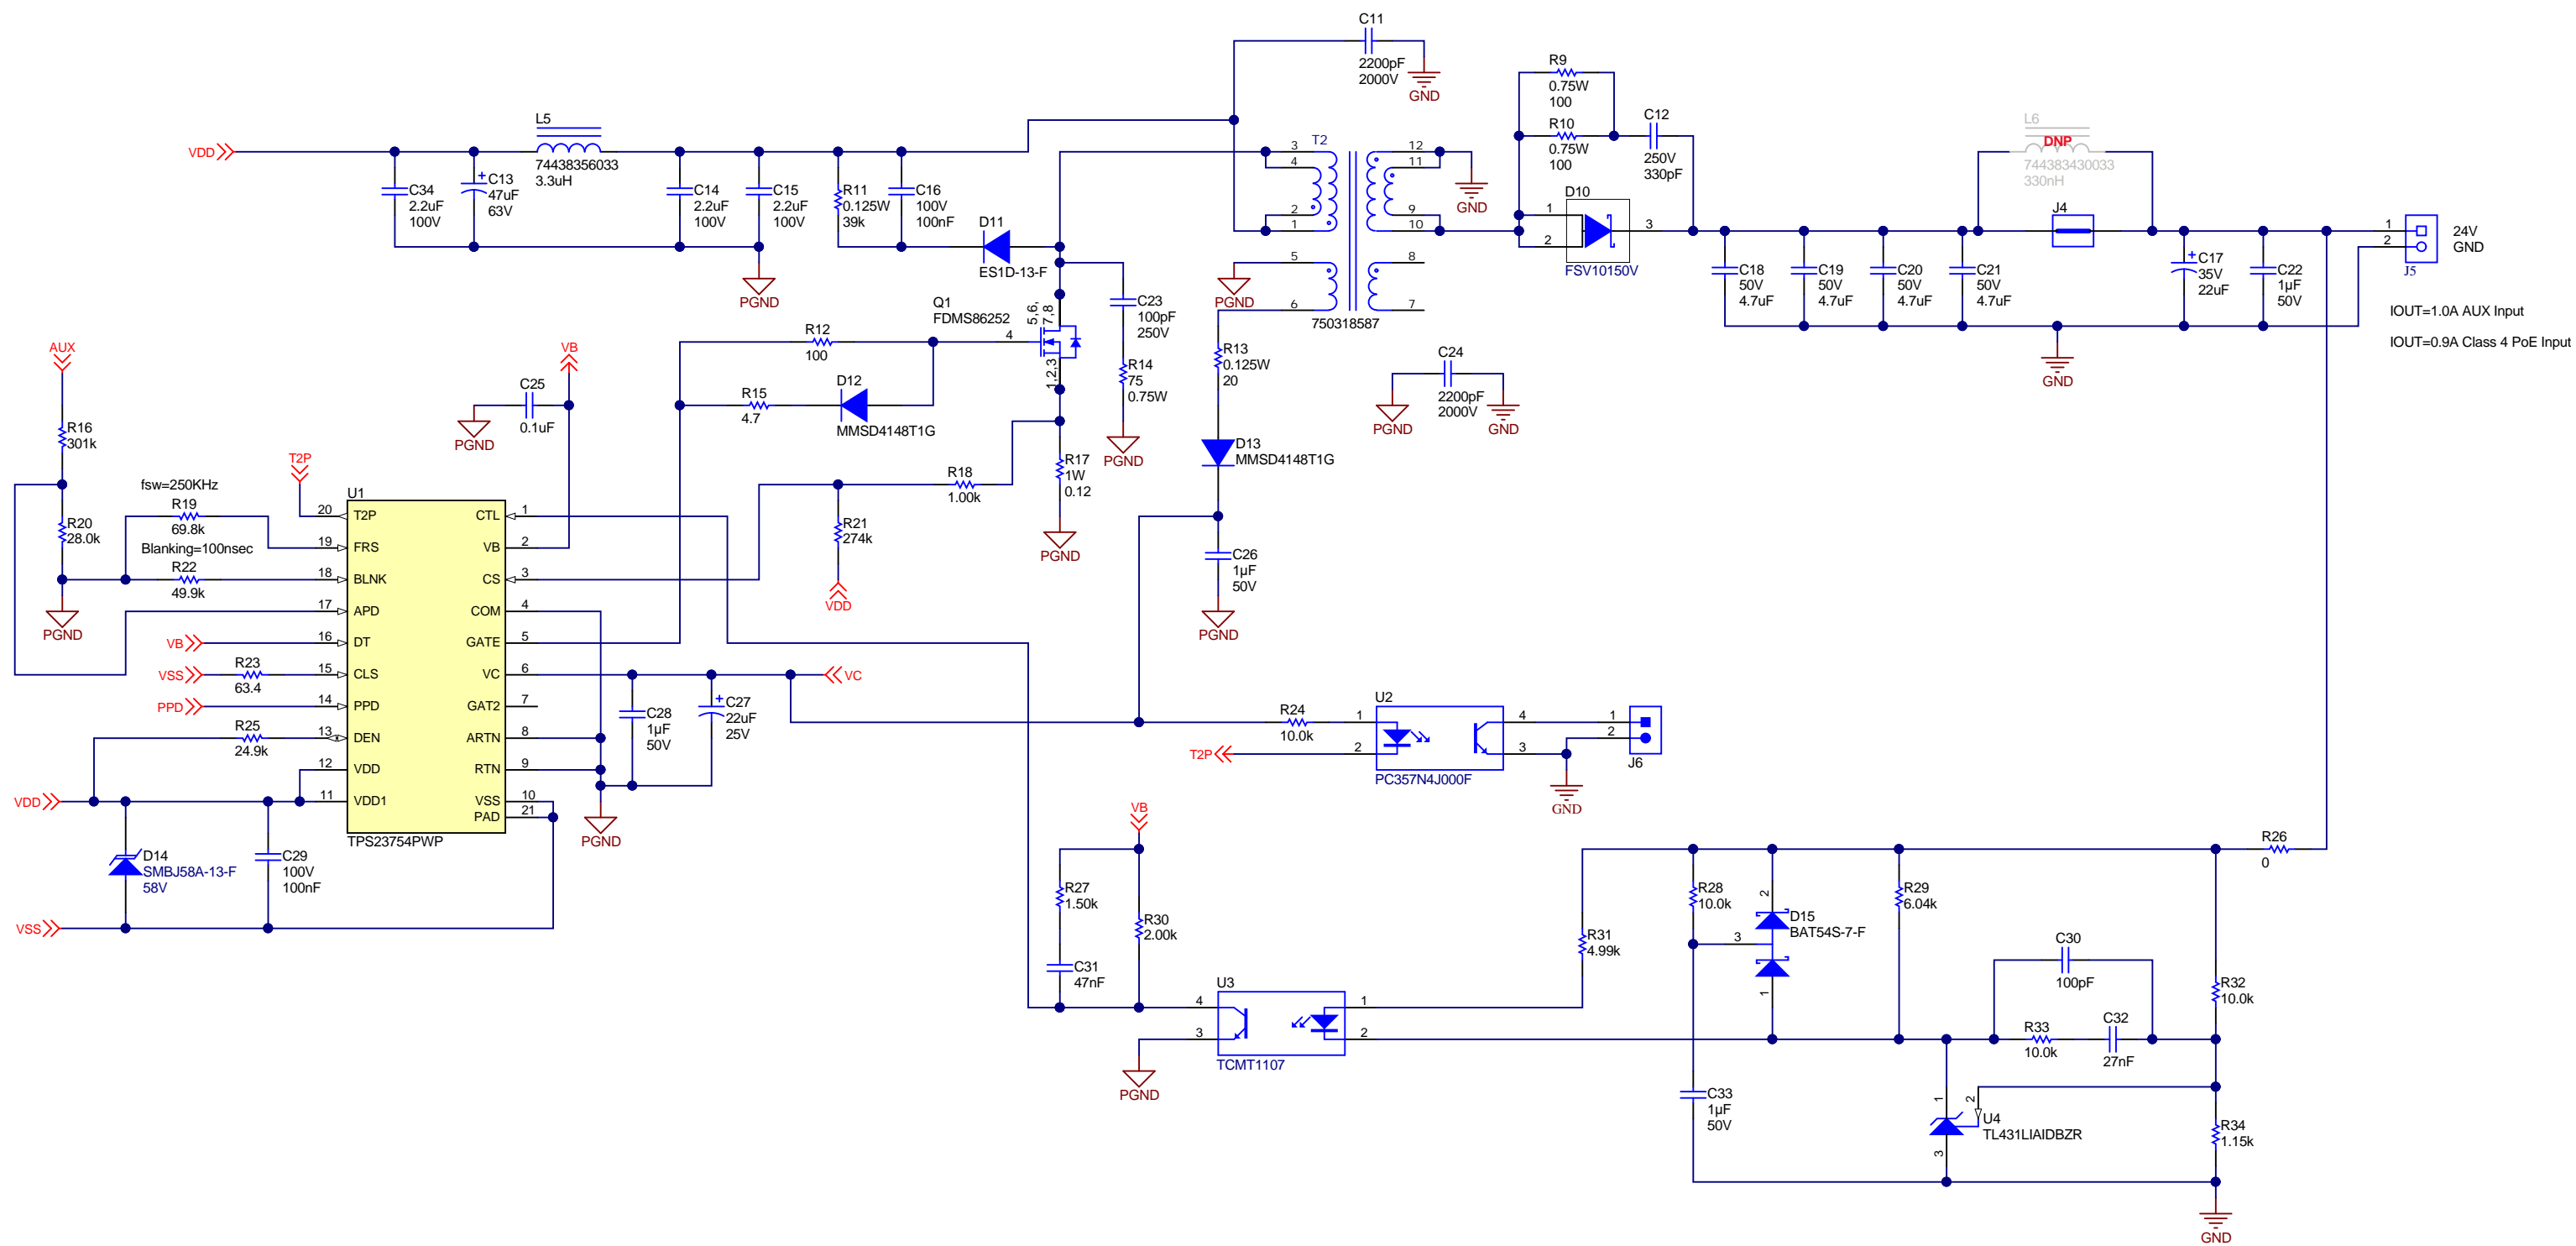 C11
2200pF
2000V
GND
R9
0.75W
100
R10
0.75W
100
C12
250V
330pF
L6
DNP
744383430033
330nH
VDD
L5
74438356033
3.3uH
C34
2.2uF
100V
C13
+
47uF
63V
C14
2.2uF
100V
C15
2.2uF
100V
R11
0.125W
39k
C16
100V
100nF
PGND
D11
ES1D-13-F
T2
3
4
2
1
5
6
12
11
9
10
8
7
750318587
GND
PGND
D10
1
2
3
FSV10150V
C18
50V
4.7uF
C19
50V
4.7uF
C20
50V
4.7uF
C21
50V
4.7uF
J4
C17
+
35V
22uF
C22
1µF
50V
1
2
J5
24V
GND
GND
IOUT=1.0A AUX Input
IOUT=0.9A Class 4 PoE Input
Q1
FDMS86252
4
5,6,
7,8
1,2,3
C23
100pF
250V
R14
75
0.75W
PGND
R12
100
R15
4.7
D12
MMSD4148T1G
R13
0.125W
20
D13
MMSD4148T1G
C24
2200pF
2000V
PGND
GND
C26
1µF
50V
PGND
AUX
R16
301k
R20
28.0k
PGND
T2P
fsw=250KHz
R19
69.8k
Blanking=100nsec
R22
49.9k
VB
C25
0.1uF
PGND
R17
1W
0.12
PGND
R18
1.00k
R21
274k
VDD
U1
20 T2P CTL 1
19 FRS VB 2
18 BLNK CS 3
17 APD COM 4
16 DT GATE 5
15 CLS VC 6
14 PPD GAT2 7
13 DEN ARTN 8
12 VDD RTN 9
11 VDD1 VSS 10
PAD 21
TPS23754PWP
VB
VSS
R23
63.4
PPD
R25
24.9k
VDD
D14
SMBJ58A-13-F
58V
C29
100V
100nF
VSS
VC
C28
1µF
50V
C27
+
22uF
25V
PGND
R24
10.0k
T2P
U2
1
2
4
3
PC357N4J000F
1
2
J6
GND
VB
R27
1.50k
R30
2.00k
C31
47nF
U3
4
3
1
2
TCMT1107
PGND
R31
4.99k
R28
10.0k
2
D15
BAT54S-7-F
3
1
R29
6.04k
R26
0
C30
100pF
R33
10.0k
C32
27nF
R32
10.0k
C33
1µF
50V
1
2
3
U4
TL431LIAIDBZR
R34
1.15k
GND